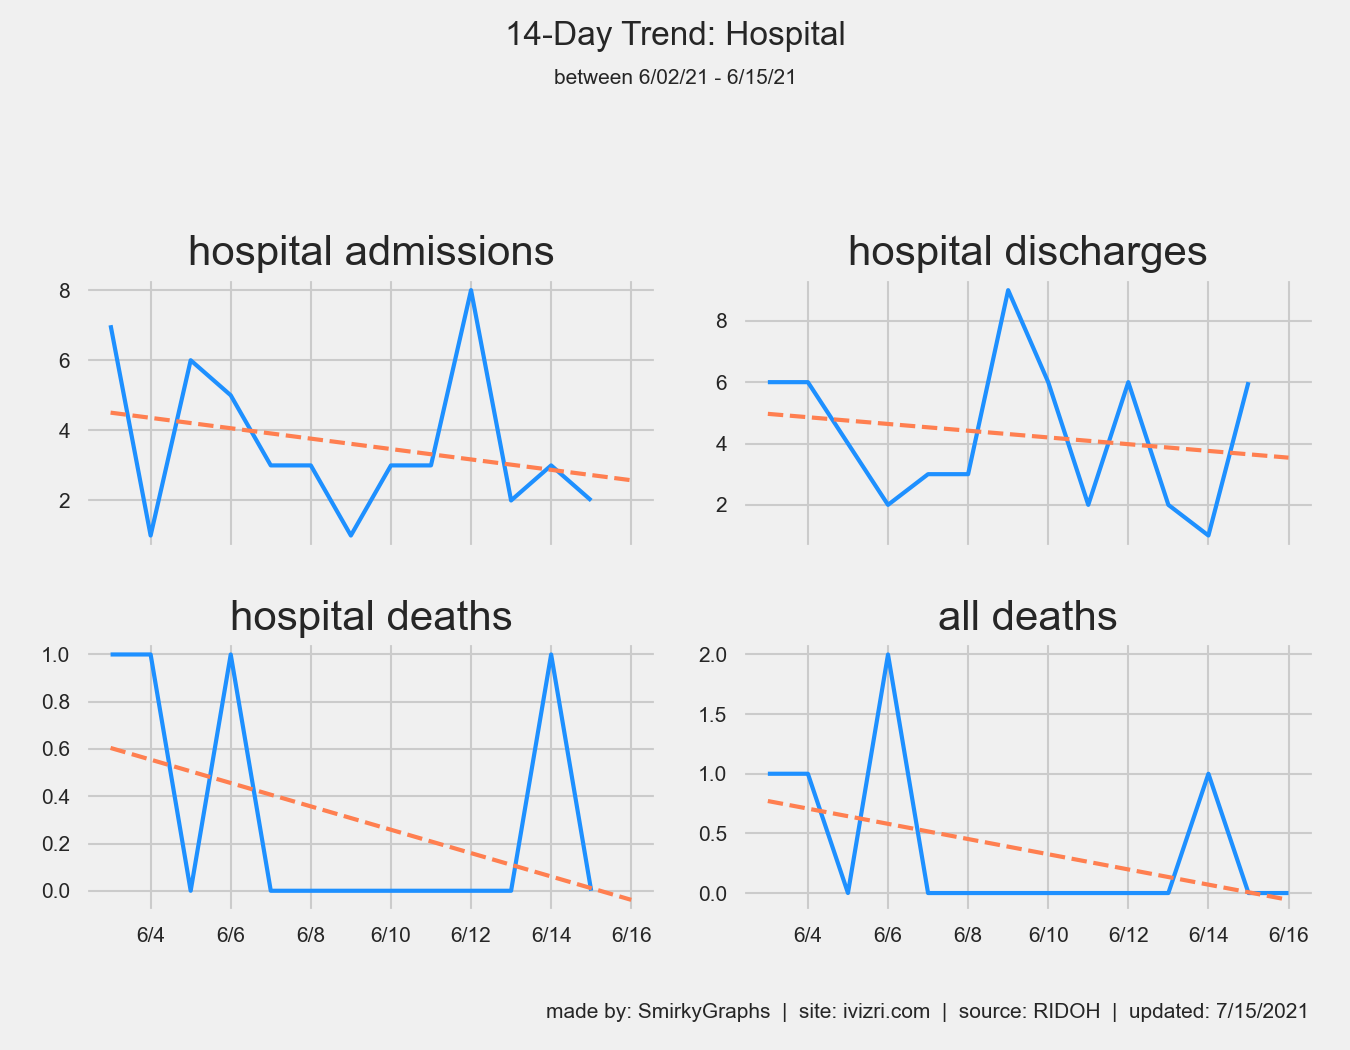 14-Day Trend: Hospital
between 6/02/21 - 6/15/21
hospital admissions
8
6
4
2
hospital discharges
8
6
4
2
hospital deaths
1.0
0.8
0.6
0.4
0.2
0.0
6/4 6/6 6/8 6/10 6/12 6/14 6/16
all deaths
2.0
1.5
1.0
0.5
0.0
6/4 6/6 6/8 6/10 6/12 6/14 6/16
made by: SmirkyGraphs | site: ivizri.com | source: RIDOH | updated: 7/15/2021